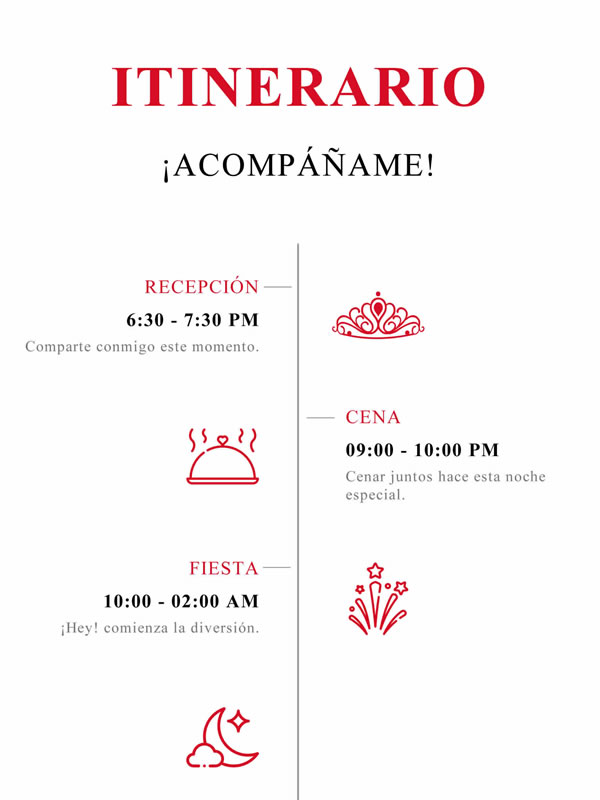 ITINERARIO
¡ACOMPÁÑAME!
RECEPCIÓN
6:30 - 7:30 PM
Comparte conmigo este momento.
CENA
09:00 - 10:00 PM
Cenar juntos hace esta noche
especial.
FIESTA
10:00 - 02:00 AM
¡Hey! comienza la diversión.